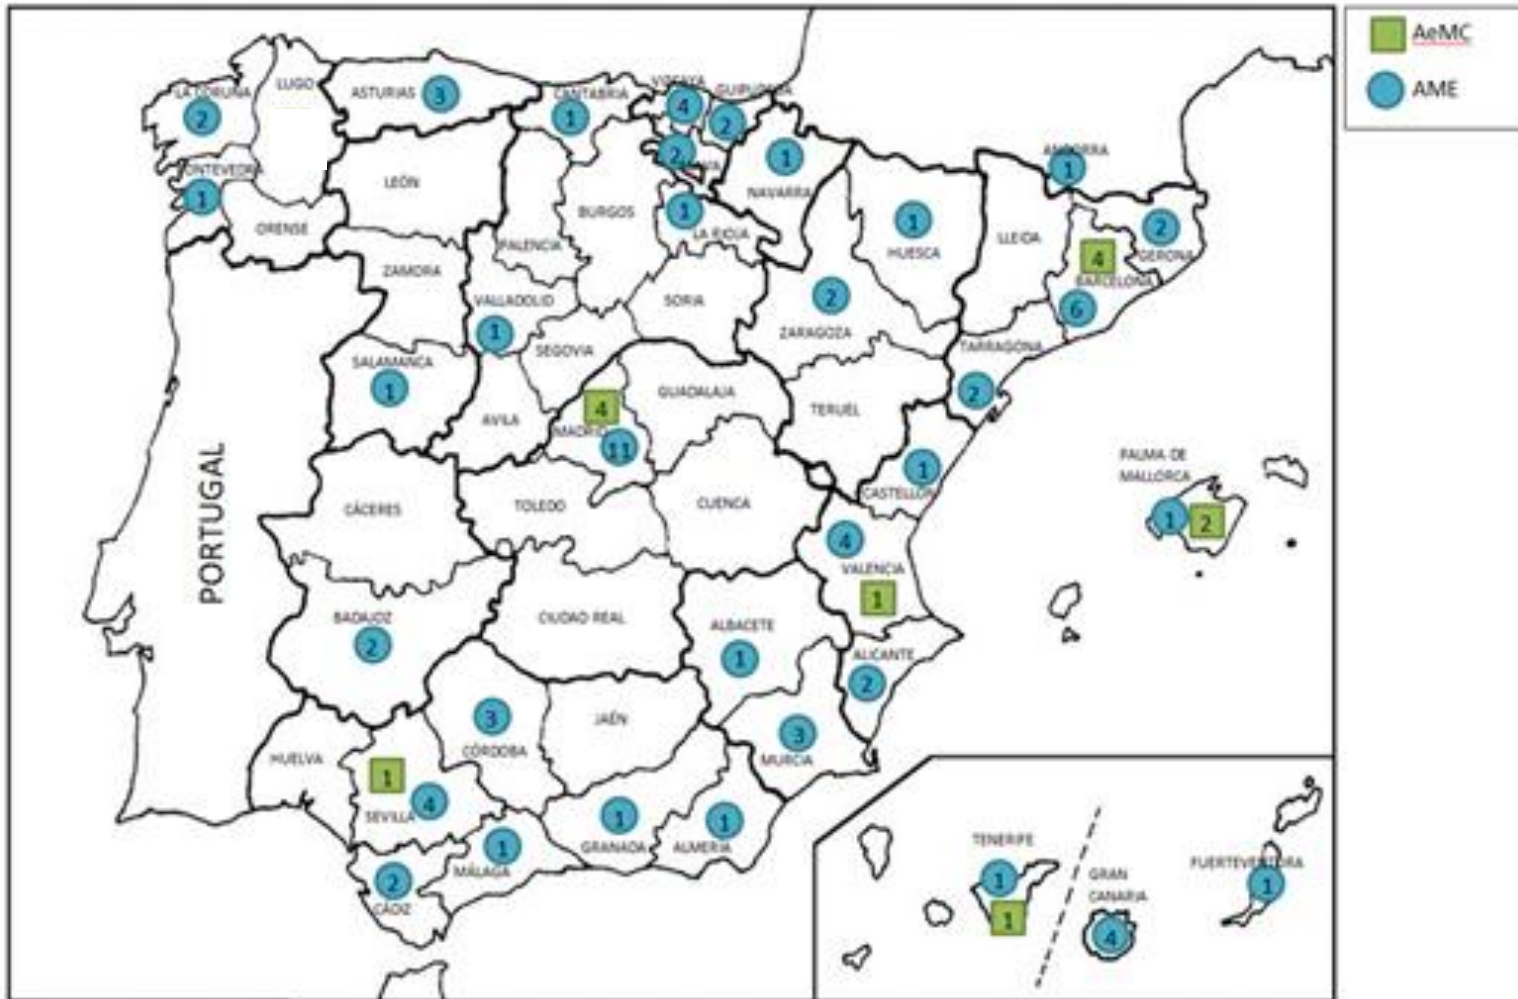 AeMC
AME
LUGO
LA CORUÑA
2
ASTURIAS
3
CANTABRIA
1
VIZCAYA
4
GUIPUZCOA
2
2
NAVARRA
1
ANDORRA
1
PONTEVEDRA
1
LEÓN
ORENSE
BURGOS
PALENCIA
1
LA RIOJA
1
HUESCA
LLEIDA
2
GERONA
4
BARCELONA
6
ZAMORA
VALLADOLID
1
SORIA
2
ZARAGOZA
SEGOVIA
TARRAGONA
2
SALAMANCA
1
AVILA
4
MADRID
11
GUADALAJA
TERUEL
1
CASTELLÓN
PALMA DE
MALLORCA
1
2
PORTUGAL
CÁCERES
TOLEDO
CUENCA
4
VALENCIA
1
BADAJOZ
2
CIUDAD REAL
ALBACETE
1
ALICANTE
2
3
CÓRDOBA
JAÉN
3
MURCIA
HUELVA
1
SEVILLA
4
1
GRANADA
1
ALMERIA
1
MÁLAGA
2
CÁDIZ
TENERIFE
1
1
GRAN
CANARIA
4
FUERTEVENTURA
1